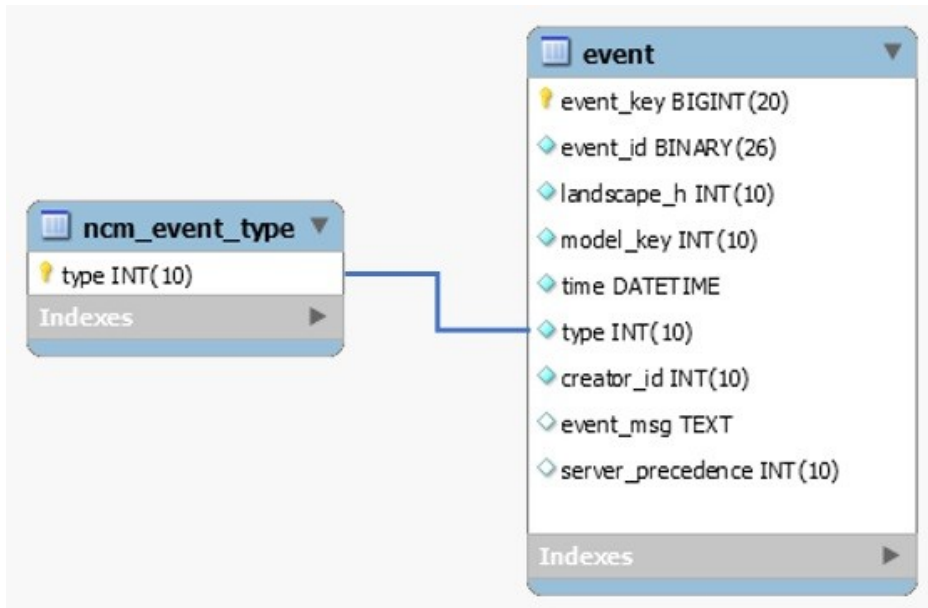 ncm_event_type
type INT(10)
Indexes
event
event_key BIGINT(20)
event_id BINARY(26)
landscape_h INT(10)
model_key INT(10)
time DATETIME
type INT(10)
creator_id INT(10)
event_msg TEXT
server_precedence INT(10)
Indexes